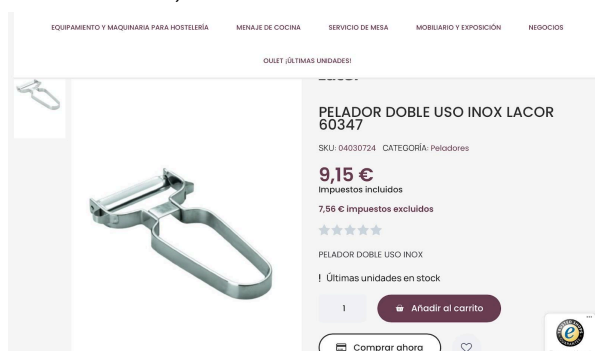 EQUIPAMIENTO Y MAQUINARIA PARA HOSTELERÍA
MENAJE DE COCINA
SERVICIO DE MESA
MOBILIARIO Y EXPOSICIÓN
NEGOCIOS
OULET ¡ÚLTIMAS UNIDADES!
PELADOR DOBLE USO INOX LACOR
60347
SKU: 04030724 CATEGORÍA: Peladores
9,15 €
Impuestos incluidos
7,56 € impuestos excluidos
PELADOR DOBLE USO INOX
! Últimas unidades en stock
1
Añadir al carrito
Comprar ahora